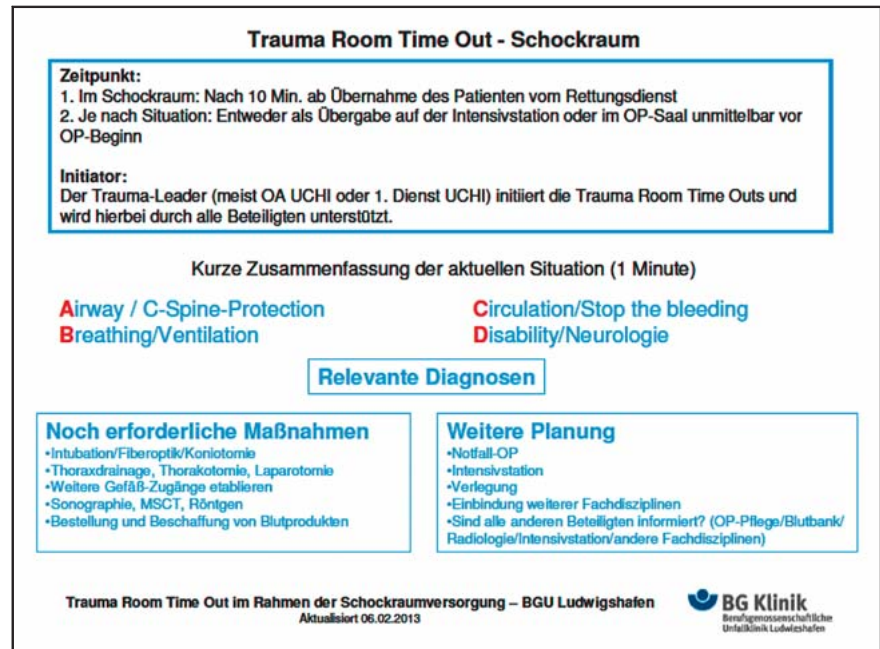 Trauma Room Time Out - Schockraum
Zeitpunkt:
1. Im Schockraum: Nach 10 Min. ab Übernahme des Patienten vom Rettungsdienst
2. Je nach Situation: Entweder als Übergabe auf der Intensivstation oder im OP-Saal unmittelbar vor
OP-Beginn
Initiator:
Der Trauma-Leader (meist OA UCHI oder 1. Dienst UCHI) initiiert die Trauma Room Time Outs und
wird hierbei durch alle Beteiligten unterstützt.
Kurze Zusammenfassung der aktuellen Situation (1 Minute)
Airway / C-Spine-Protection
Breathing/Ventilation
Circulation/Stop the bleeding
Disability/Neurologie
Relevante Diagnosen
Noch erforderliche Maßnahmen
•Intubation/Fiberoptik/Koniotomie
•Thoraxdrainage, Thorakotomie, Laparotomie
•Weitere Gefäß-Zugänge etablieren
•Sonographie, MSCT, Röntgen
•Bestellung und Beschaffung von Blutprodukten
Weitere Planung
•Notfall-OP
•Intensivstation
•Verlegung
•Einbindung weiterer Fachdisziplinen
•Sind alle anderen Beteiligten informiert? (OP-Pflege/Blutbank/
Radiologie/Intensivstation/andere Fachdisziplinen)
Trauma Room Time Out im Rahmen der Schockraumversorgung – BGU Ludwigshafen
Aktualisiert 06.02.2013
BG Klinik
Berufsgenossenschaftliche
Unfallklinik Ludwigshafen